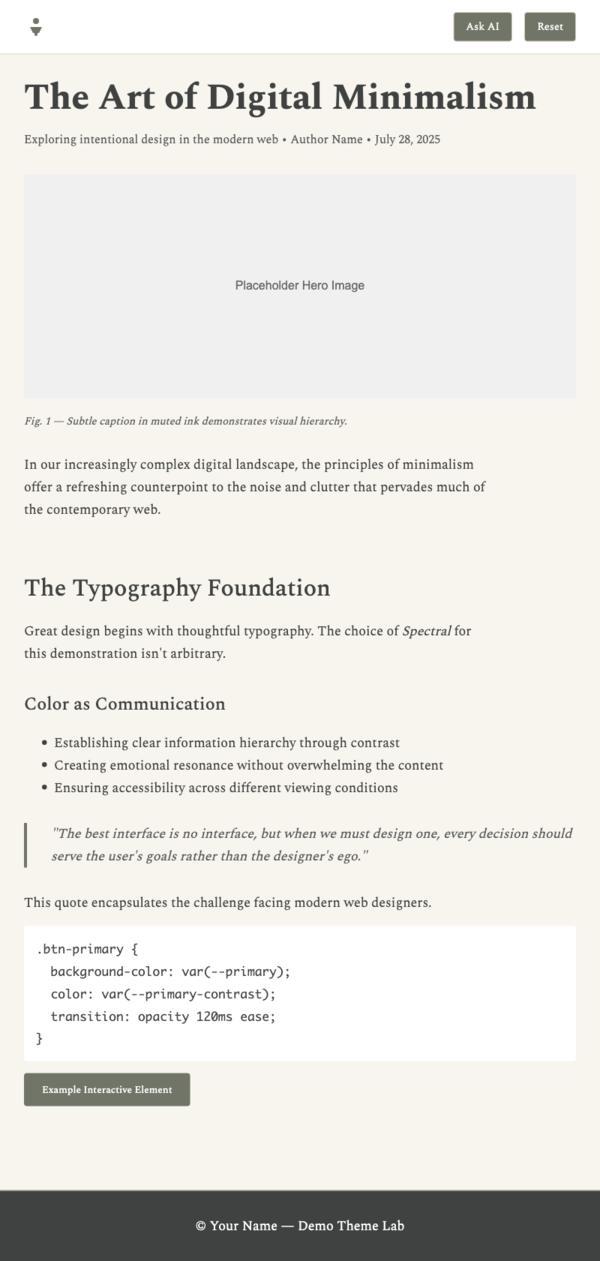 Ask AI
Reset
The Art of Digital Minimalism
Exploring intentional design in the modern web • Author Name • July 28, 2025
Placeholder Hero Image
Fig. 1 — Subtle caption in muted ink demonstrates visual hierarchy.
In our increasingly complex digital landscape, the principles of minimalism
offer a refreshing counterpoint to the noise and clutter that pervades much of
the contemporary web.
The Typography Foundation
Great design begins with thoughtful typography. The choice of Spectral for
this demonstration isn't arbitrary.
Color as Communication
• Establishing clear information hierarchy through contrast
• Creating emotional resonance without overwhelming the content
• Ensuring accessibility across different viewing conditions
"The best interface is no interface, but when we must design one, every decision should
serve the user's goals rather than the designer's ego."
This quote encapsulates the challenge facing modern web designers.
.btn-primary {
  background-color: var(--primary);
  color: var(--primary-contrast);
  transition: opacity 120ms ease;
}
Example Interactive Element
© Your Name — Demo Theme Lab